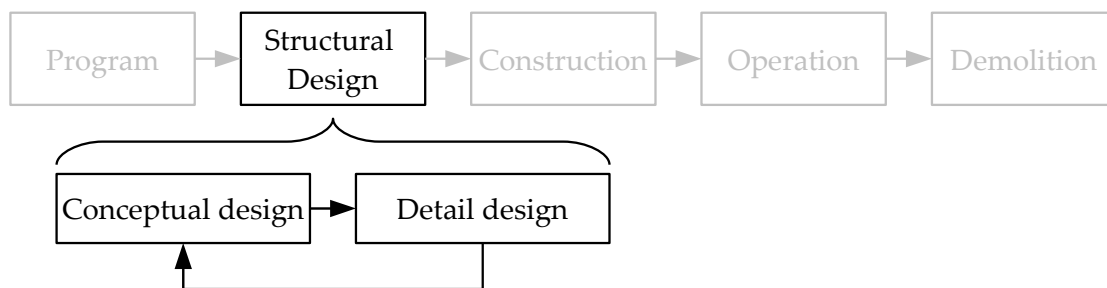 Program
Structural
Design
Construction
Operation
Demolition
Conceptual design
Detail design